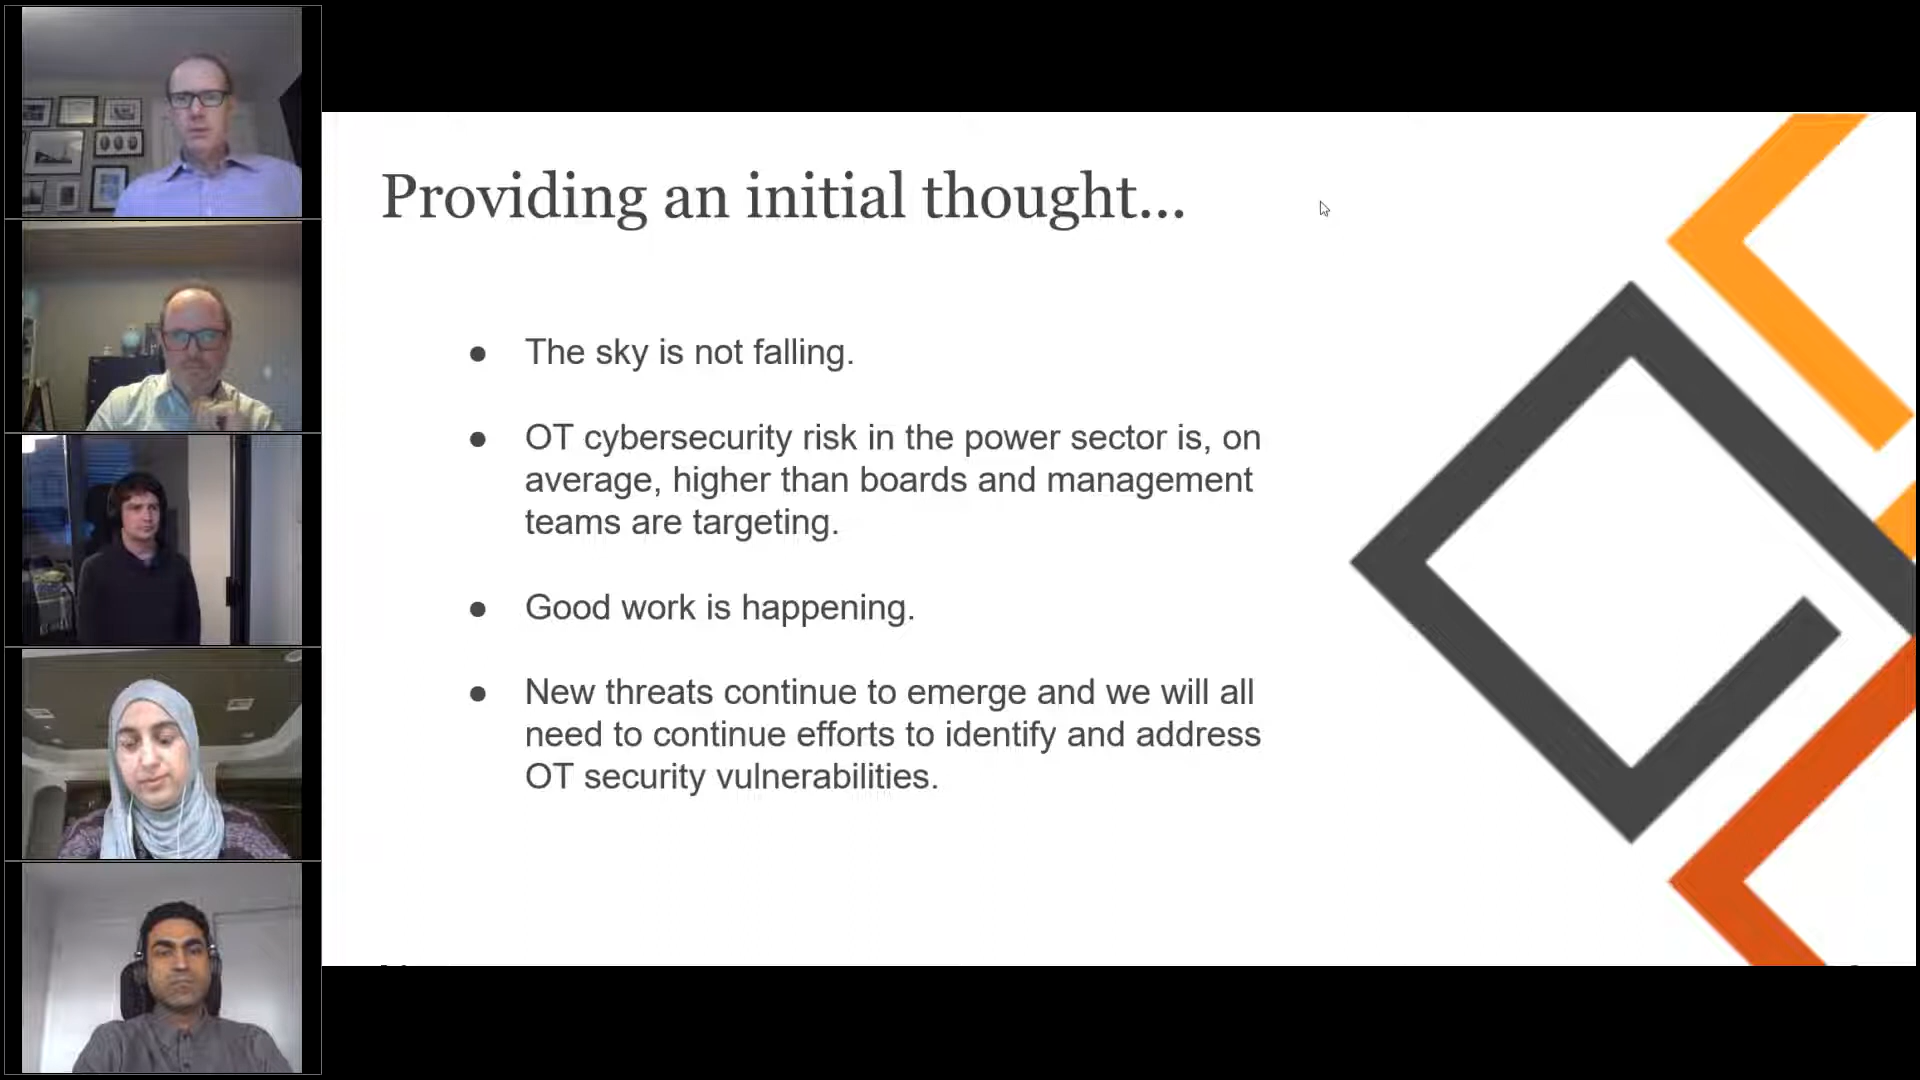 Providing an initial thought...
● The sky is not falling.
● OT cybersecurity risk in the power sector is, on
average, higher than boards and management
teams are targeting.
● Good work is happening.
● New threats continue to emerge and we will all
need to continue efforts to identify and address
OT security vulnerabilities.